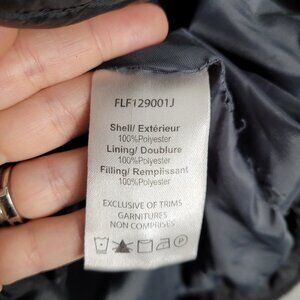 FLF129001J
Shell/ Extérieur
100%Polyester
Lining/ Doublure
100%Polyester
Filling/ Remplissant
100%Polyester
EXCLUSIVE OF TRIMS
GARNITURES
NON COMPRISES